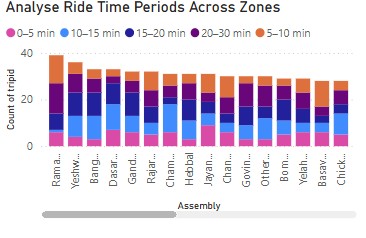 Analyse Ride Time Periods Across Zones
0–5 min 10–15 min 15–20 min 20–30 min 5–10 min
Count of tripid
40
20
0
Rama...
Yeshw...
Bang...
Dasar...
Gand...
Rajar...
Cham...
Hebbal
Jayan...
Chan...
Govin...
Other...
Bom...
Yelah...
Basav...
Chick...
Assembly